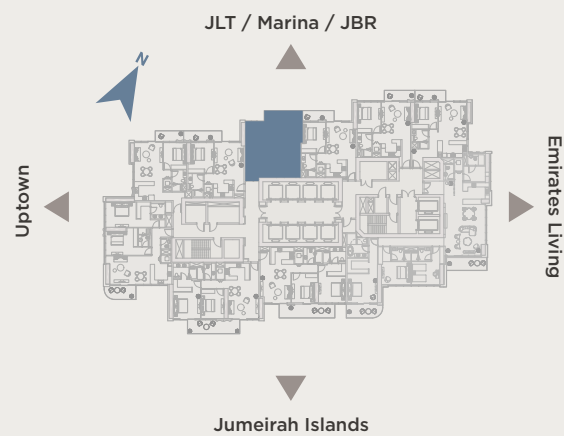 JLT / Marina / JBR
N
Uptown
Emirates Living
Jumeirah Islands